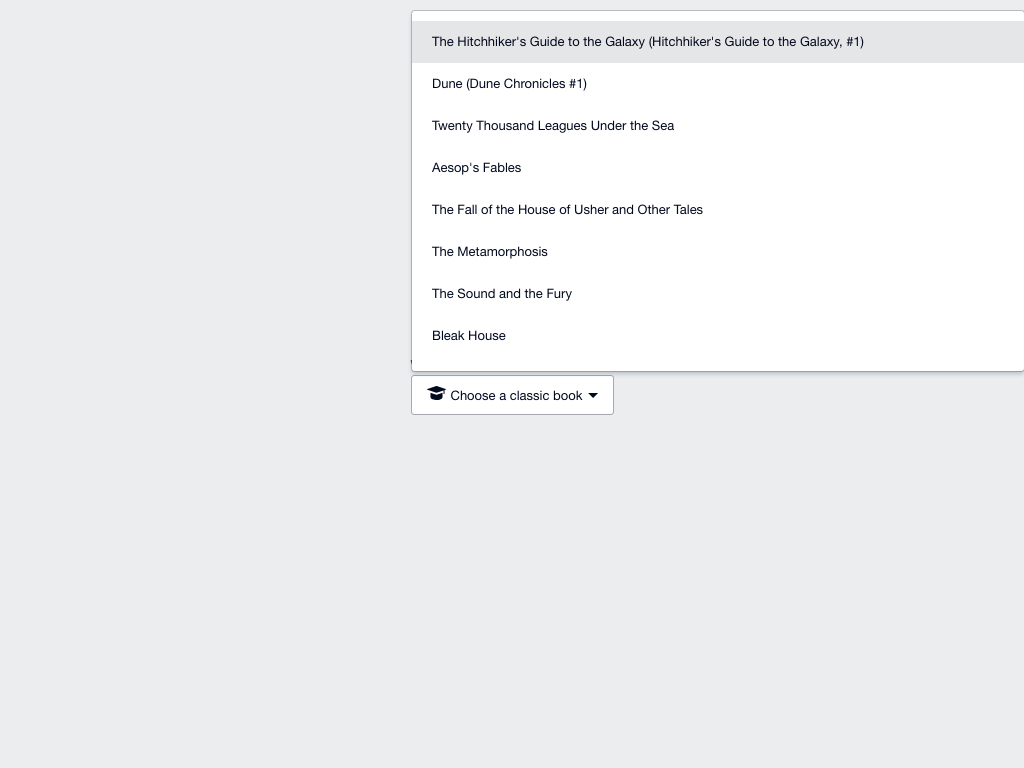 The Hitchhiker's Guide to the Galaxy (Hitchhiker's Guide to the Galaxy, #1)
Dune (Dune Chronicles #1)
Twenty Thousand Leagues Under the Sea
Aesop's Fables
The Fall of the House of Usher and Other Tales
The Metamorphosis
The Sound and the Fury
Bleak House
Choose a classic book